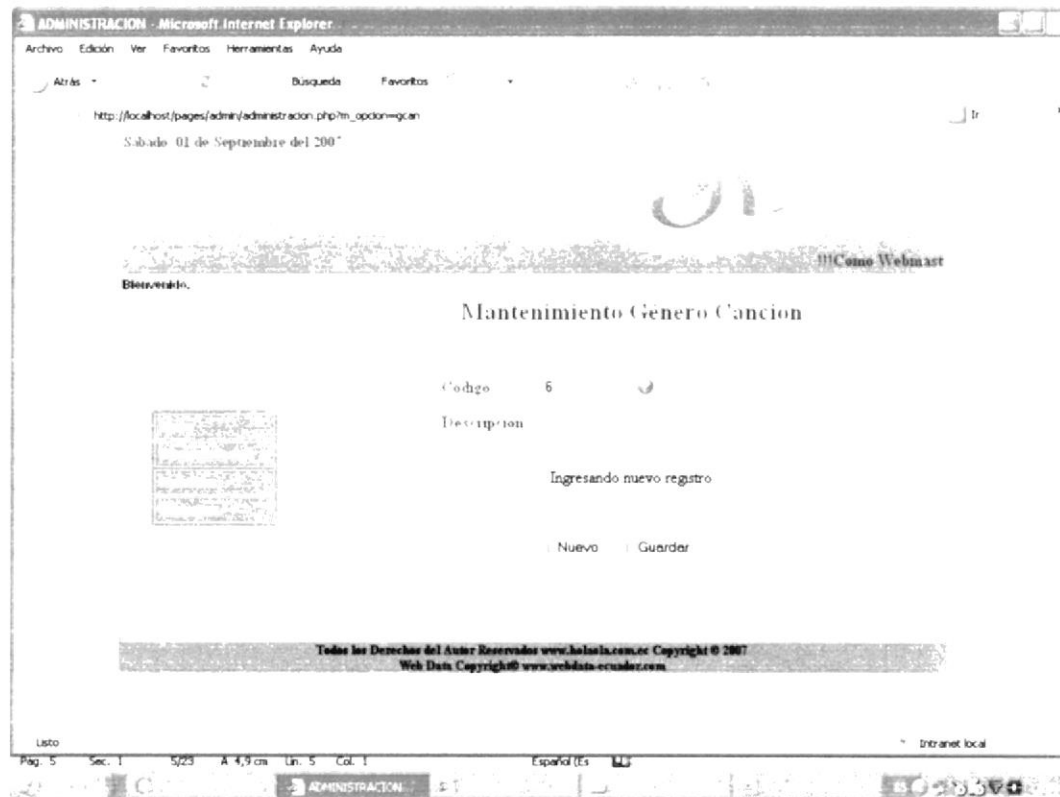 ADMINISTRACION - Microsoft Internet Explorer
Archivo Edición Ver Favoritos Herramientas Ayuda
Atrás Búsqueda Favoritos
http://localhost/pages/admin/administracion.php?m_opcion=gcan Ir
Sabado 01 de Septiembre del 200
!!!Como Webmast
Bienvenido.
Mantenimiento Genero Cancion
Codigo 6
Descripcion
Ingresando nuevo registro
Nuevo Guardar
Todos los Derechos del Autor Reservados www.holaola.com.ec Copyright © 2007
Web Data Copyright© www.webdata-ecuador.com
Listo Intranet local
Pág. 5 Sec. 1 5/23 A 4,9 cm Lín. 5 Col. 1 Español (Es
ADMINISTRACION ES